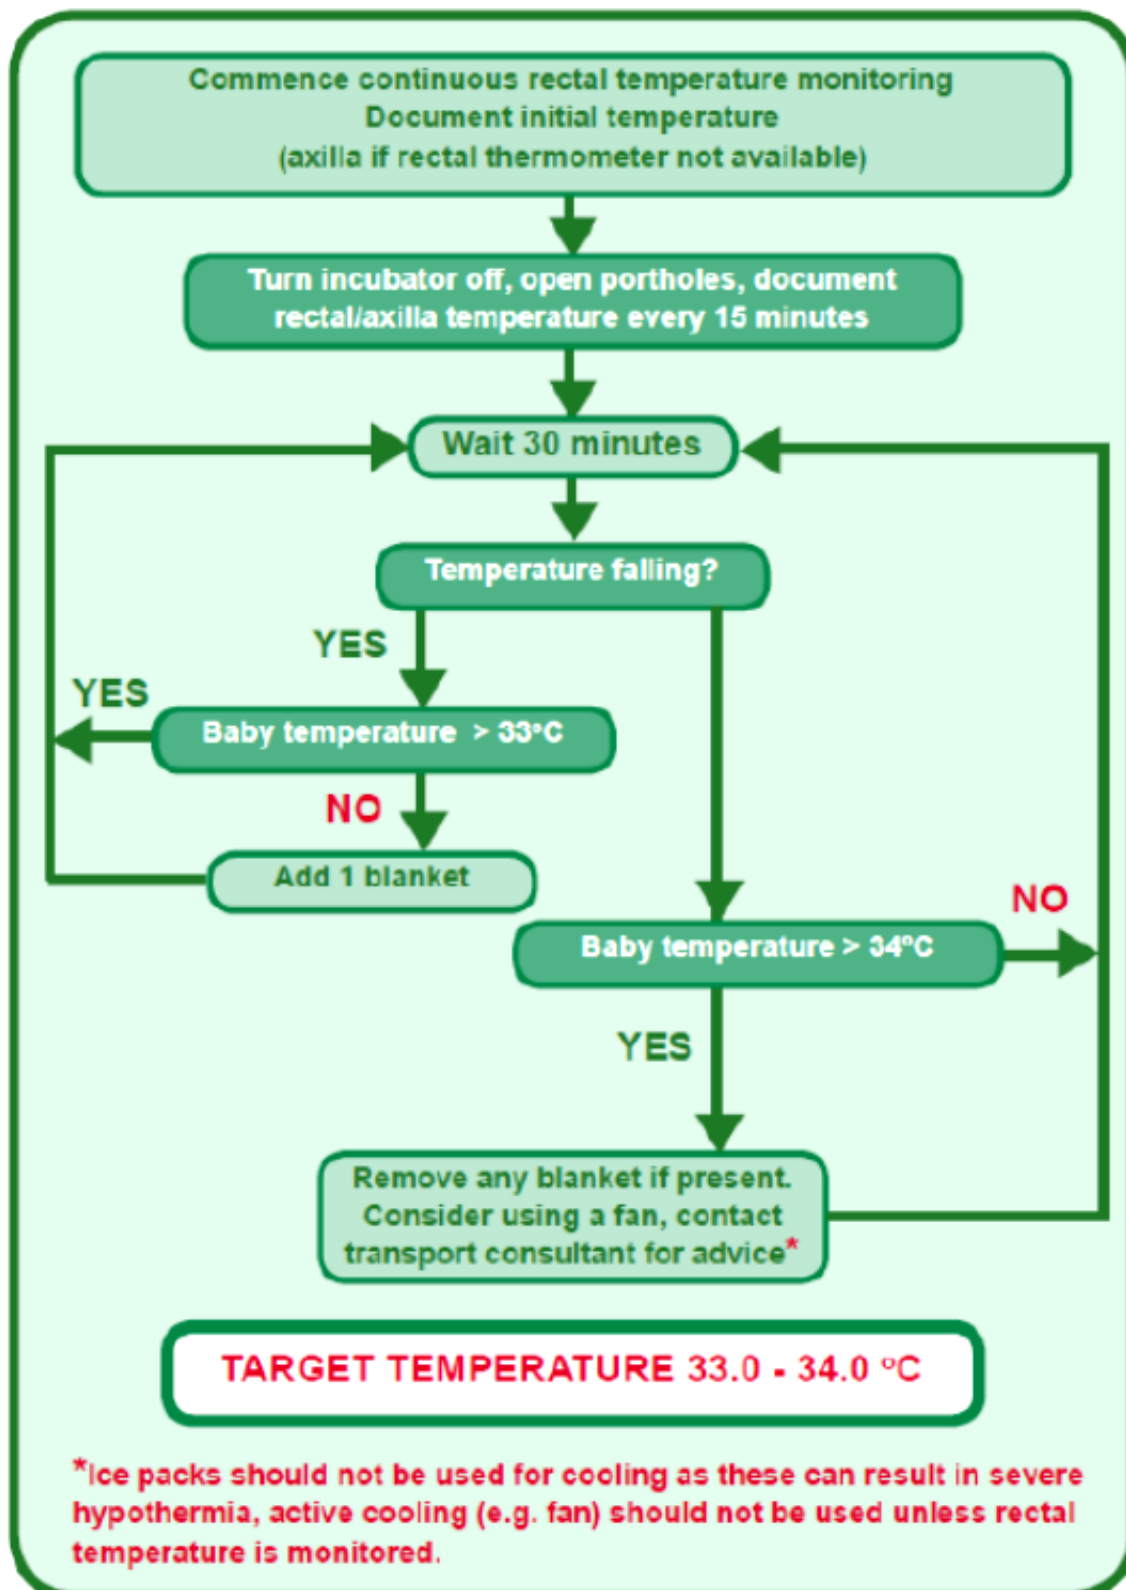 Commence continuous rectal temperature monitoring
Document initial temperature
(axilla if rectal thermometer not available)
Turn incubator off, open portholes, document
rectal/axilla temperature every 15 minutes
Wait 30 minutes
Temperature falling?
YES
YES
Baby temperature > 33°C
NO
Add 1 blanket
NO
Baby temperature > 34°C
YES
Remove any blanket if present.
Consider using a fan, contact
transport consultant for advice*
TARGET TEMPERATURE 33.0 - 34.0 °C
*Ice packs should not be used for cooling as these can result in severe
hypothermia, active cooling (e.g. fan) should not be used unless rectal
temperature is monitored.